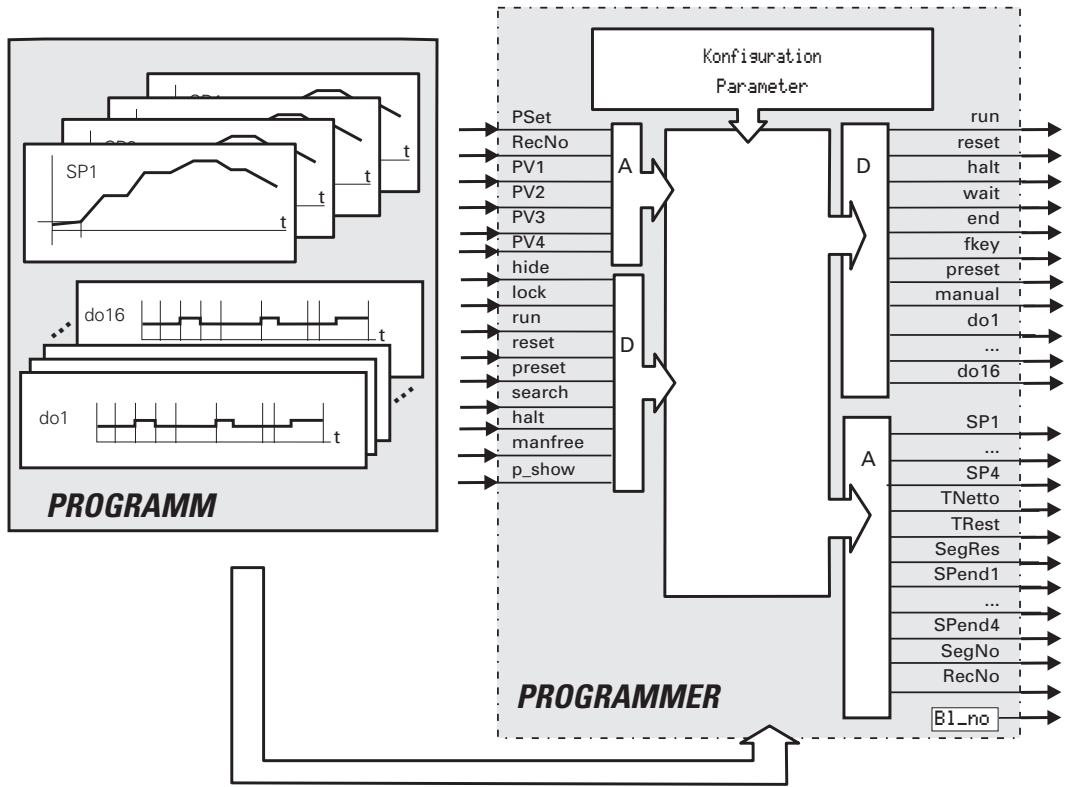 SP1
t
t
t
t
do16
t
do1
t
PROGRAMM
Konfiguration
Parameter
PSet
RecNo
PV1
PV2
PV3
PV4
A
hide
lock
run
reset
preset
search
halt
manfree
p_show
D
run
reset
halt
wait
end
fkey
preset
manual
do1
...
do16
D
SP1
...
SP4
TNetto
TRest
SegRes
SPend1
...
SPend4
SegNo
RecNo
A
Bl_no
PROGRAMMER